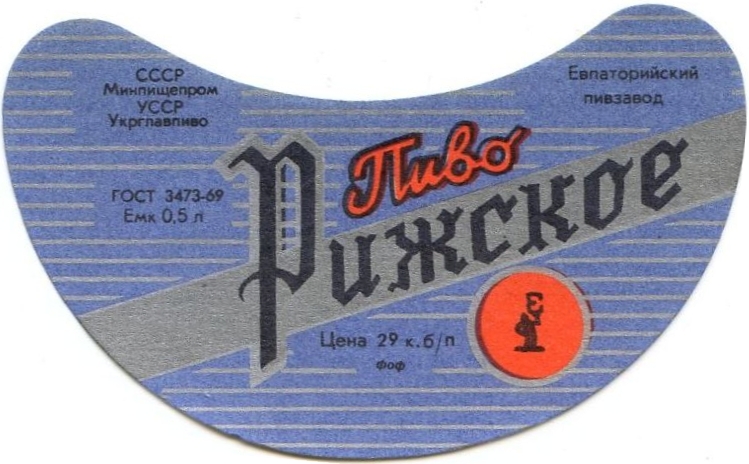 СССР
Минпищепром
УССР
Укрглавпиво
Евпаторийский
пивзавод
ГОСТ 3473-69
Емк 0,5 л
Пиво
Рижское
Цена 29 к. б/п
фоф